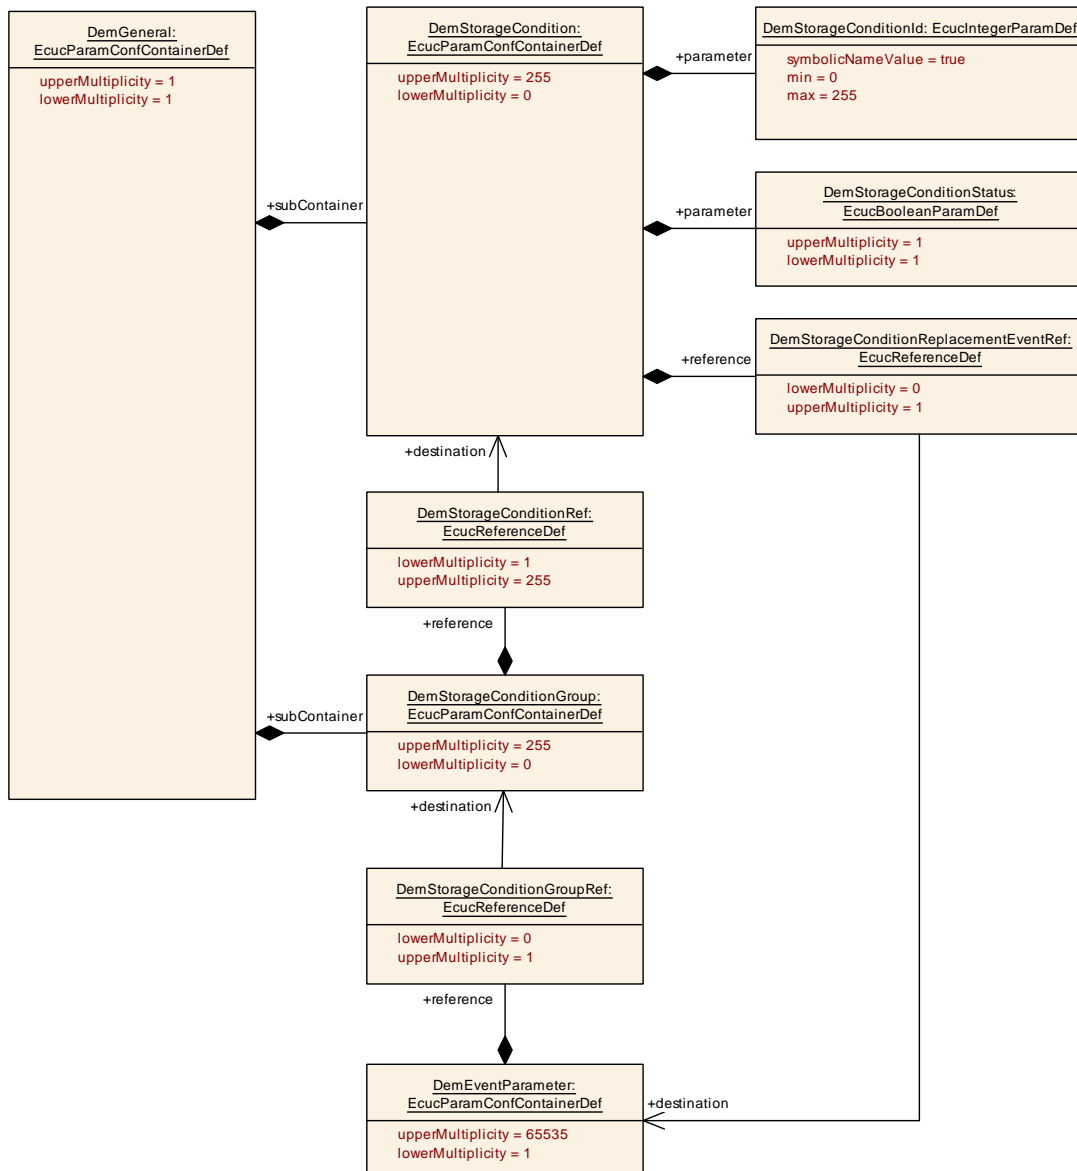 DemGeneral:
EcucParamConfContainerDef
upperMultiplicity = 1
lowerMultiplicity = 1
DemStorageCondition:
EcucParamConfContainerDef
upperMultiplicity = 255
lowerMultiplicity = 0
+parameter
DemStorageConditionId: EcucIntegerParamDef
symbolicNameValue = true
min = 0
max = 255
+subContainer
+parameter
DemStorageConditionStatus:
EcucBooleanParamDef
upperMultiplicity = 1
lowerMultiplicity = 1
+reference
DemStorageConditionReplacementEventRef:
EcucReferenceDef
lowerMultiplicity = 0
upperMultiplicity = 1
+destination
DemStorageConditionRef:
EcucReferenceDef
lowerMultiplicity = 1
upperMultiplicity = 255
+reference
+subContainer
DemStorageConditionGroup:
EcucParamConfContainerDef
upperMultiplicity = 255
lowerMultiplicity = 0
+destination
DemStorageConditionGroupRef:
EcucReferenceDef
lowerMultiplicity = 0
upperMultiplicity = 1
+reference
DemEventParameter:
EcucParamConfContainerDef
upperMultiplicity = 65535
lowerMultiplicity = 1
+destination